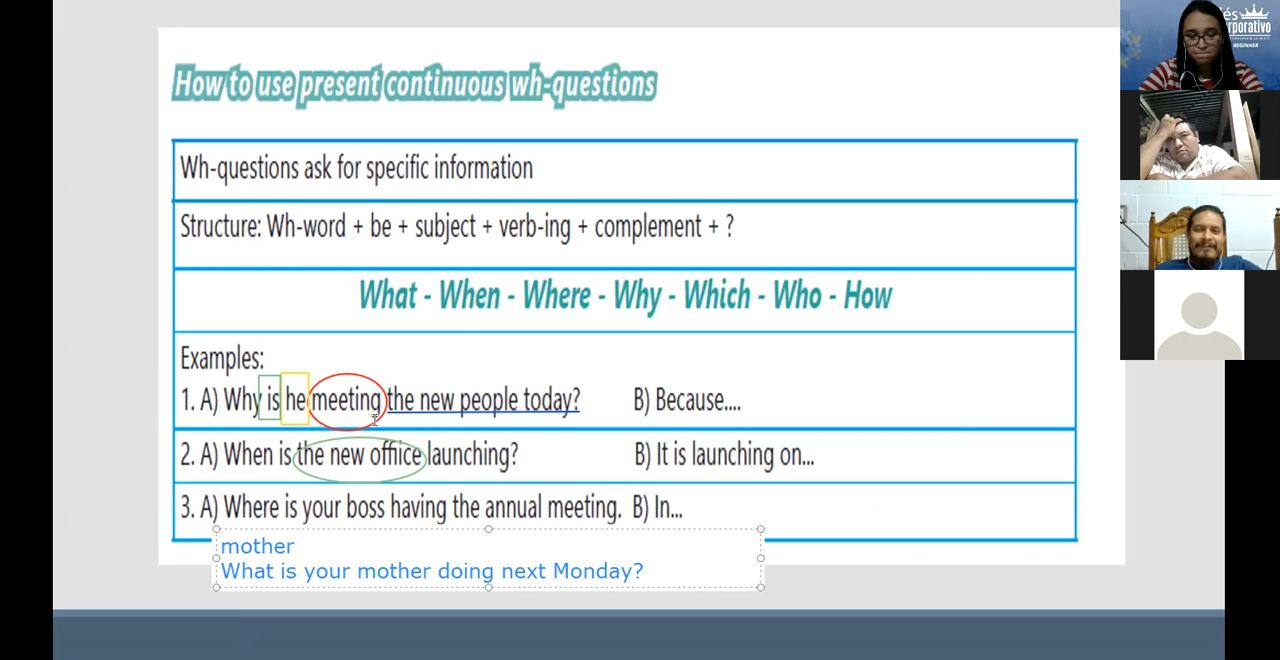 How to use present continuous wh-questions
Wh-questions ask for specific information
Structure: Wh-word + be + subject + verb-ing + complement + ?
What - When - Where - Why - Which - Who - How
Examples:
1. A) Why is he meeting the new people today? B) Because....
2. A) When is the new office launching? B) It is launching on...
3. A) Where is your boss having the annual meeting. B) In...
mother
What is your mother doing next Monday?
BEGINNER